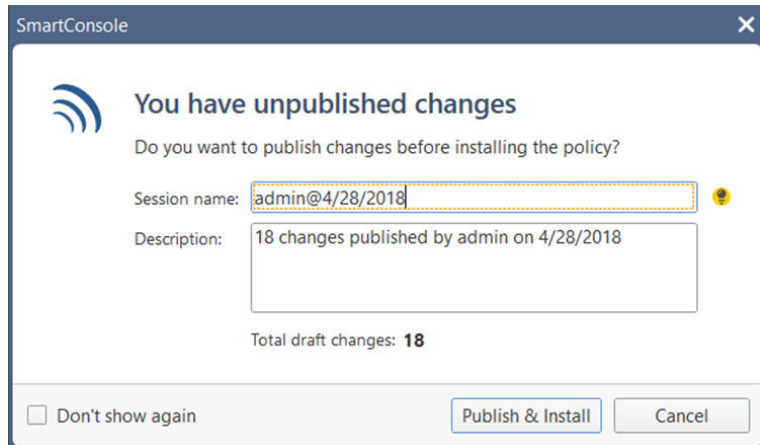 SmartConsole
You have unpublished changes
Do you want to publish changes before installing the policy?
Session name: admin@4/28/2018
Description: 18 changes published by admin on 4/28/2018
Total draft changes: 18
Don't show again Publish & Install Cancel